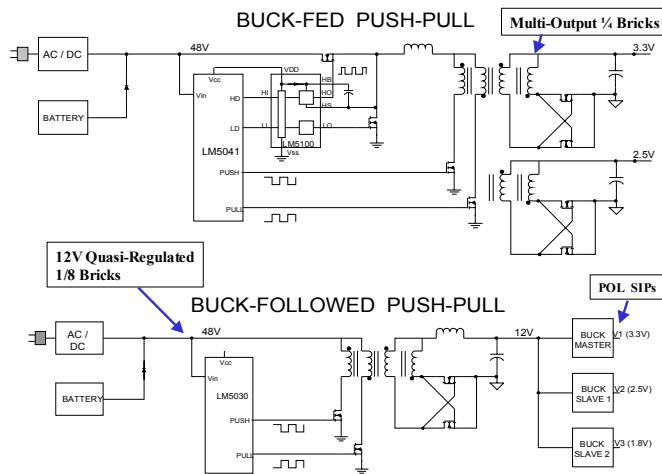 BUCK-FED PUSH-PULL
Multi-Output ¼ Bricks
AC / DC
48V
3.3V
BATTERY
Vcc
VDD
HB
Vin
HD
HI
HO
HS
LD
LI
LO
LM5100
Vss
LM5041
PUSH
PULL
2.5V
12V Quasi-Regulated
1/8 Bricks
BUCK-FOLLOWED PUSH-PULL
POL SIPs
AC /
DC
48V
12V
BUCK
MASTER
V1 (3.3V)
Vcc
Vin
BATTERY
LM5030
BUCK
SLAVE 1
V2 (2.5V)
PUSH
PULL
BUCK
SLAVE 2
V3 (1.8V)